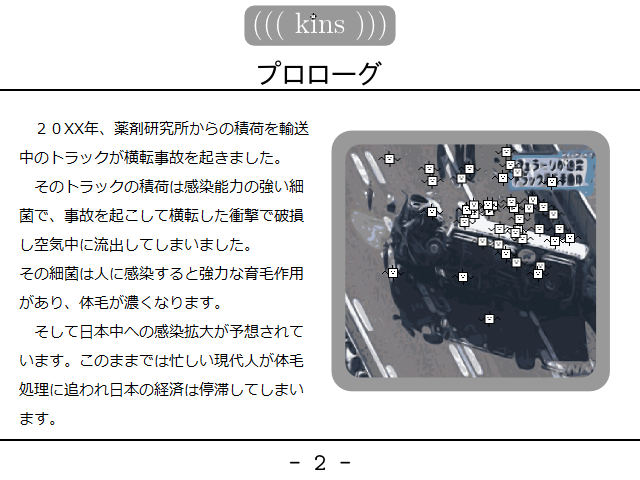 ((( kins )))
プロローグ
２０XX年、薬剤研究所からの積荷を輸送
中のトラックが横転事故を起きました。
そのトラックの積荷は感染能力の強い細
菌で、事故を起こして横転した衝撃で破損
し空気中に流出してしまいました。
その細菌は人に感染すると強力な育毛作用
があり、体毛が濃くなります。
そして日本中への感染拡大が予想されて
います。このままでは忙しい現代人が体毛
処理に追われ日本の経済は停滞してしまい
ます。
- 2 -